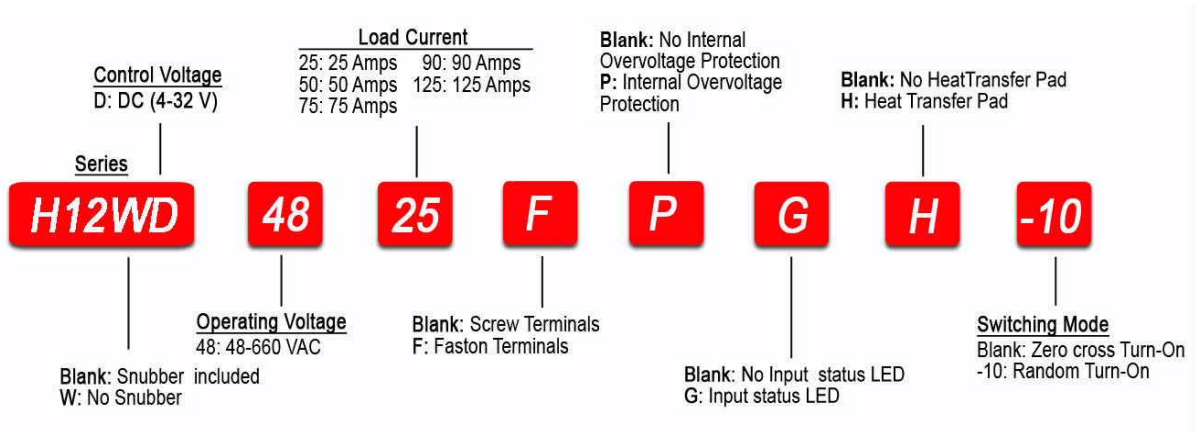 Control Voltage
D: DC (4-32 V)
Load Current
25: 25 Amps 90: 90 Amps
50: 50 Amps 125: 125 Amps
75: 75 Amps
Blank: No Internal
Overvoltage Protection
P: Internal Overvoltage
Protection
Blank: No HeatTransfer Pad
H: Heat Transfer Pad
Series
H12WD 48 25 F P G H -10
Blank: Snubber included
W: No Snubber
Operating Voltage
48: 48-660 VAC
Blank: Screw Terminals
F: Faston Terminals
Blank: No Input status LED
G: Input status LED
Switching Mode
Blank: Zero cross Turn-On
-10: Random Turn-On